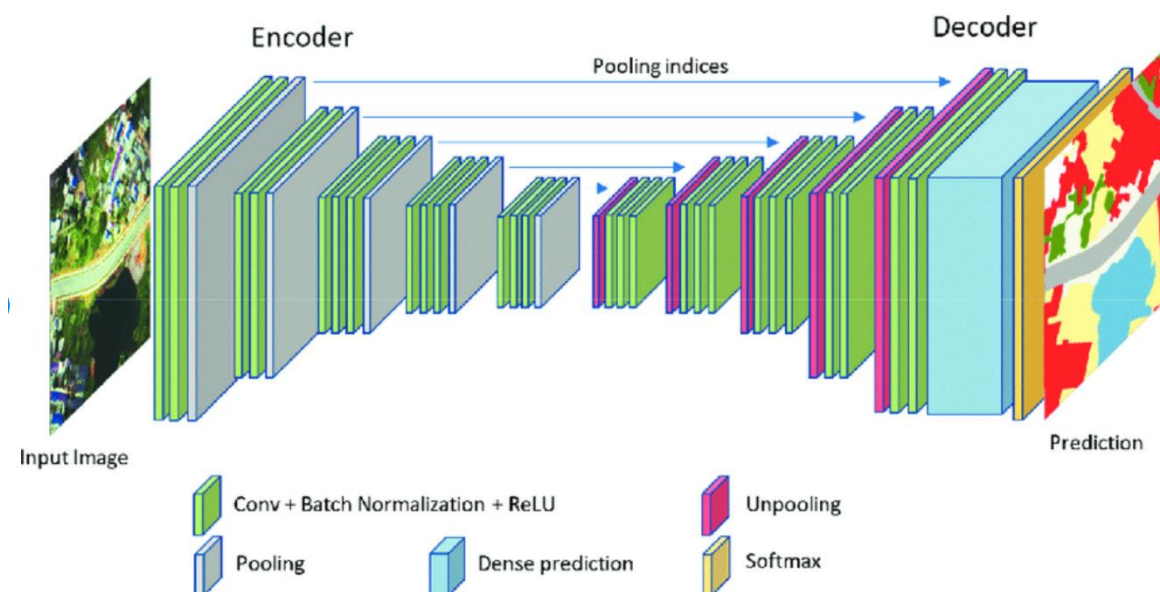 Encoder
Decoder
Pooling indices
Input Image
Prediction
Conv + Batch Normalization + ReLU
Unpooling
Pooling
Dense prediction
Softmax